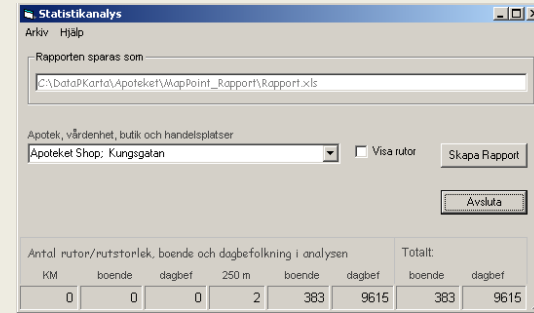 Statistikanalys
Arkiv Hjälp
Rapporten sparas som
C:\DataPKarta\Apoteket\MapPoint_Rapport\Rapport.xls
Apotek, vårdenhet, butik och handelsplatser
Apoteket Shop; Kungsgatan Visa rutor Skapa Rapport
Avsluta
Antal rutor/rutstorlek, boende och dagbefolkning i analysen Totalt:
KM boende dagbef 250 m boende dagbef boende dagbef
0 0 0 2 383 9615 383 9615